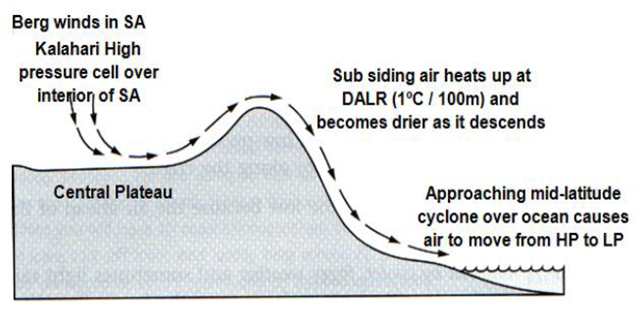 Berg winds in SA
Kalahari High
pressure cell over
interior of SA
Sub siding air heats up at
DALR (1ºC / 100m) and
becomes drier as it descends
Central Plateau
Approaching mid-latitude
cyclone over ocean causes
air to move from HP to LP